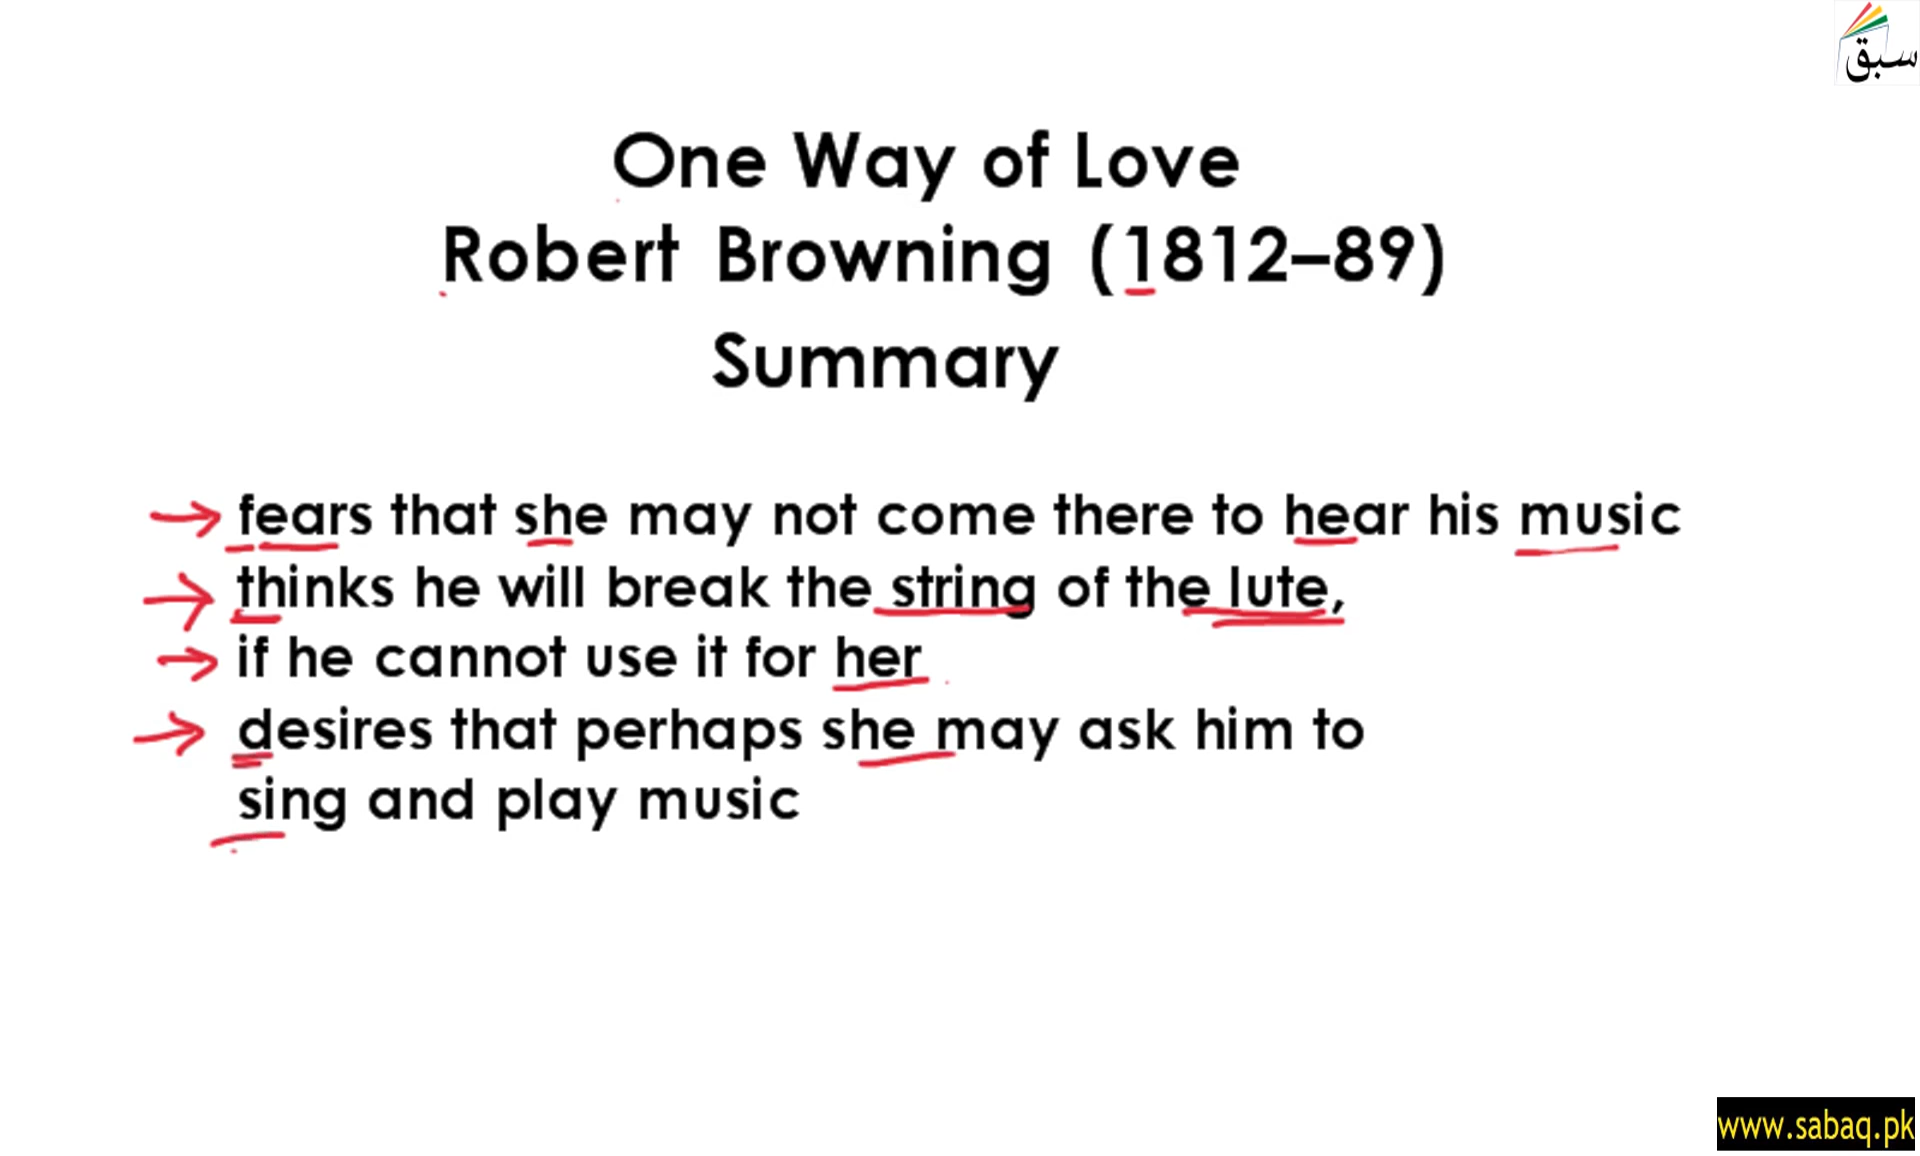 سبق
One Way of Love
Robert Browning (1812–89)
Summary
fears that she may not come there to hear his music
thinks he will break the string of the lute,
if he cannot use it for her
desires that perhaps she may ask him to
sing and play music
www.sabaq.pk